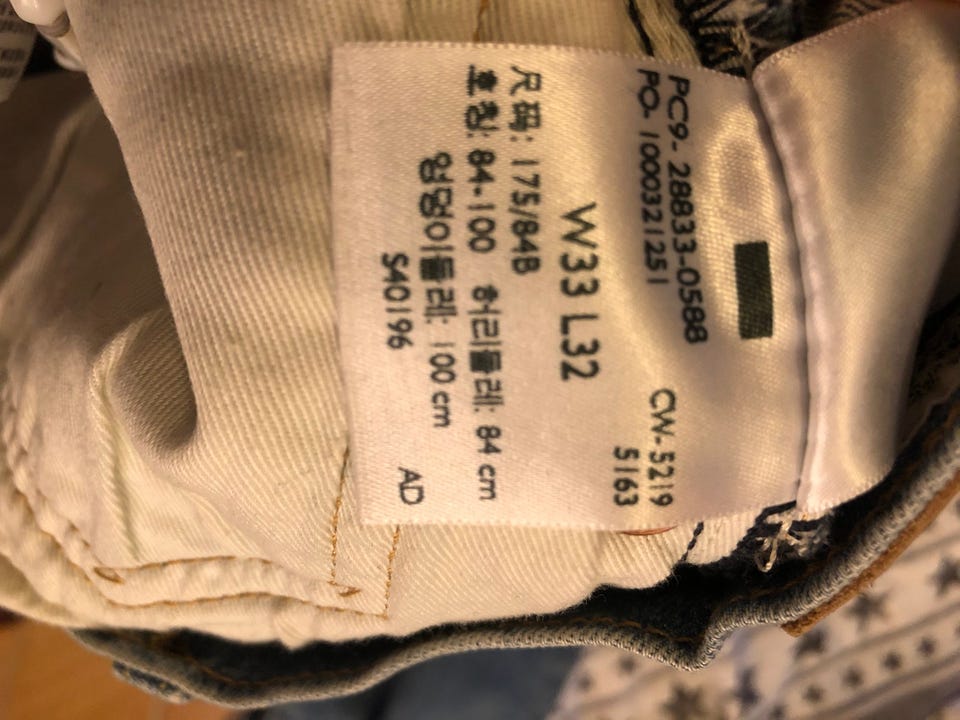 PC9- 28833-0588
PO- 1000321251 CW-5219
5163
W33 L32
尺码: 175/84B
호칭: 84-100 허리둘레: 84 cm
엉덩이둘레: 100 cm
S40196 AD